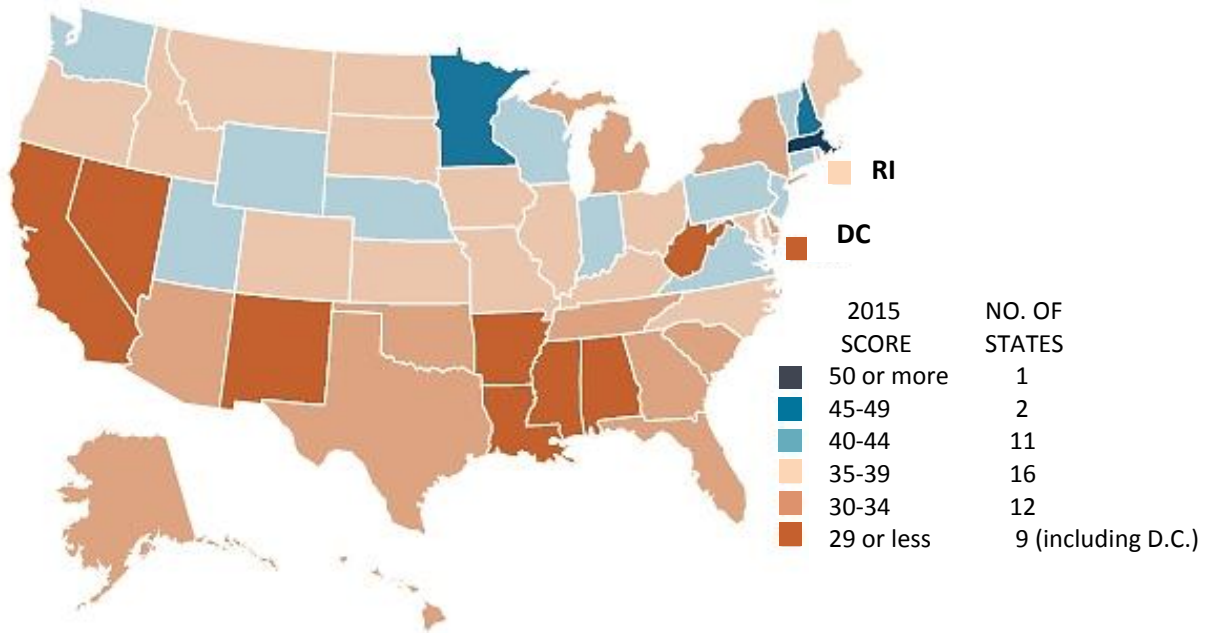 RI
DC
2015 NO. OF
SCORE STATES
50 or more 1
45-49 2
40-44 11
35-39 16
30-34 12
29 or less 9 (including D.C.)